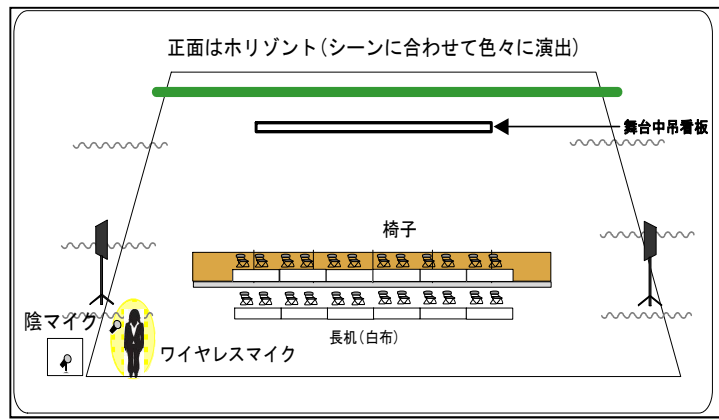 正面はホリゾント(シーンに合わせて色々に演出)
舞台中吊看板
椅子
陰マイク
ワイヤレスマイク
長机(白布)